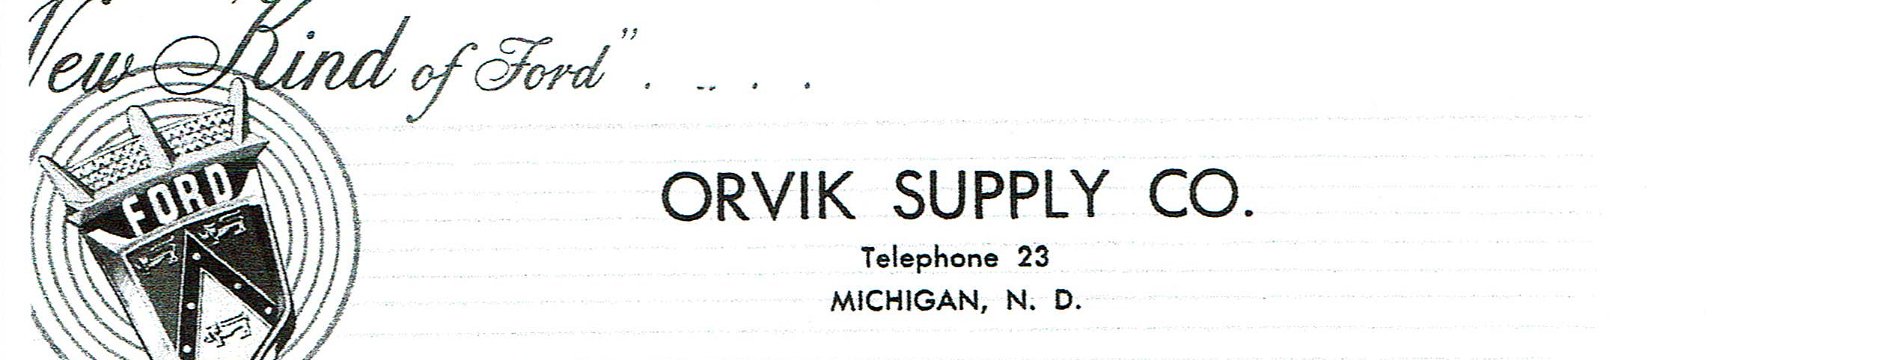 New Kind of Ford" . . . .
FORD
ORVIK SUPPLY CO.
Telephone 23
MICHIGAN, N. D.